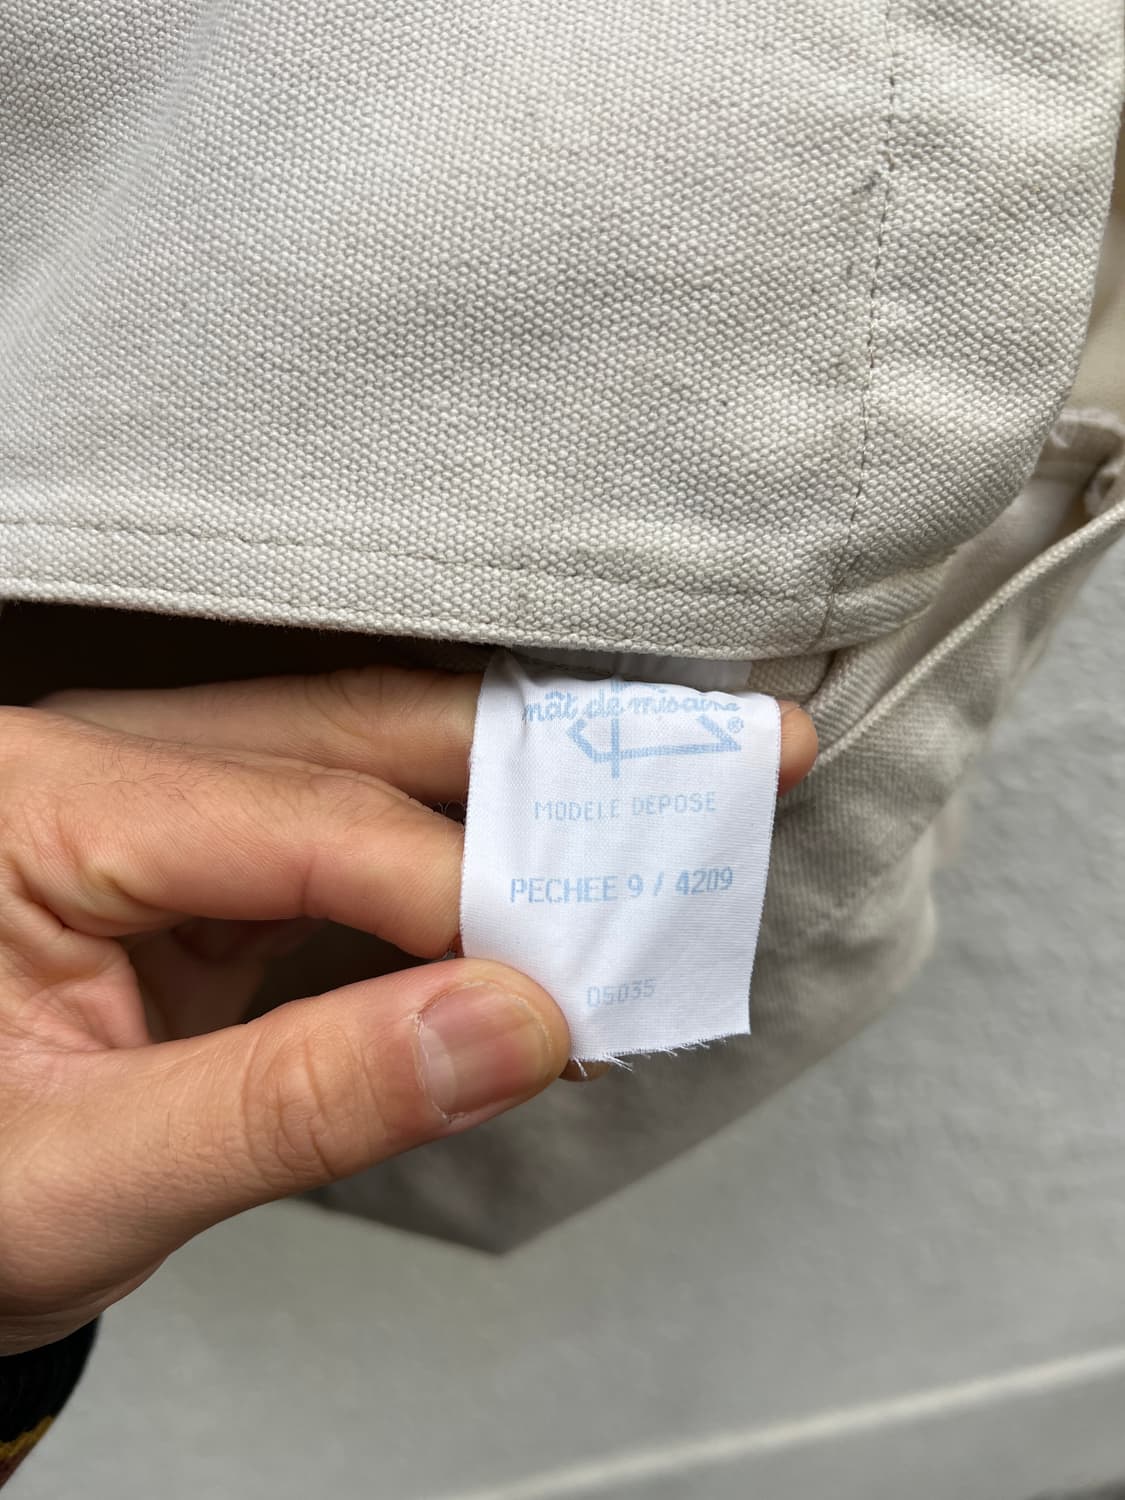 mât de misaine ®
MODELE DEPOSE
PECHEE 9 / 4209
05035